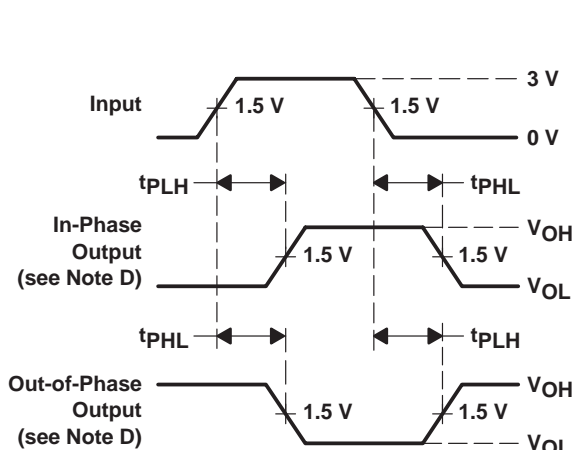 3 V
Input
1.5 V
1.5 V
0 V
tPLH
tPHL
In-Phase
Output
(see Note D)
VOH
1.5 V
1.5 V
VOL
tPHL
tPLH
Out-of-Phase
Output
(see Note D)
VOH
1.5 V
1.5 V
VOL